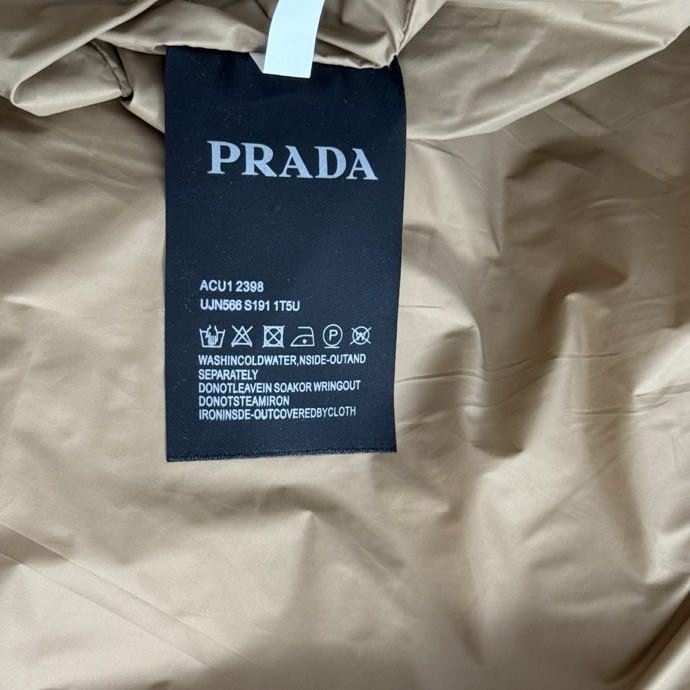 PRADA
ACU1 2398
UJN566 S191 1T5U
P
WASHINCOLDWATER,NSIDE-OUTAND
SEPARATELY
DONOTLEAVEIN SOAKOR WRINGOUT
DONOTSTEAMIRON
IRONINSDE-OUTCOVEREDBYCLOTH